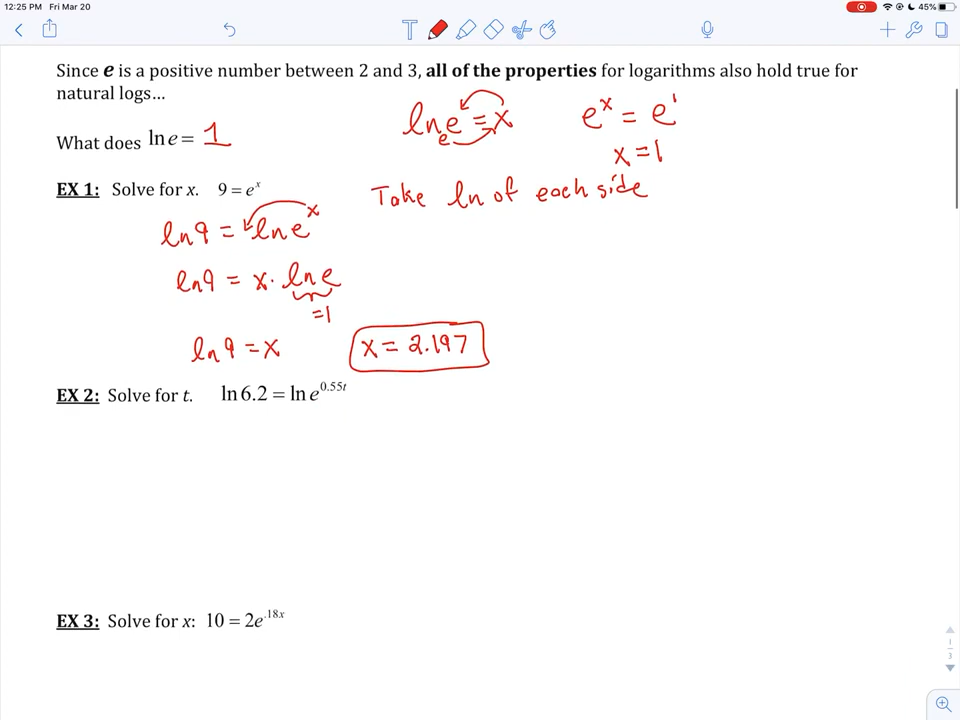 12:25 PM Fri Mar 20
45%
Since e is a positive number between 2 and 3, all of the properties for logarithms also hold true for
natural logs…
ln_e e = x
e^x = e^1
x = 1
What does ln e = 1
EX 1: Solve for x. 9 = e^x
Take ln of each side
ln 9 = ln e^x
ln 9 = x · ln e
= 1
ln 9 = x
x = 2.197
EX 2: Solve for t. ln 6.2 = ln e^0.55t
EX 3: Solve for x: 10 = 2e^.18x
1
3